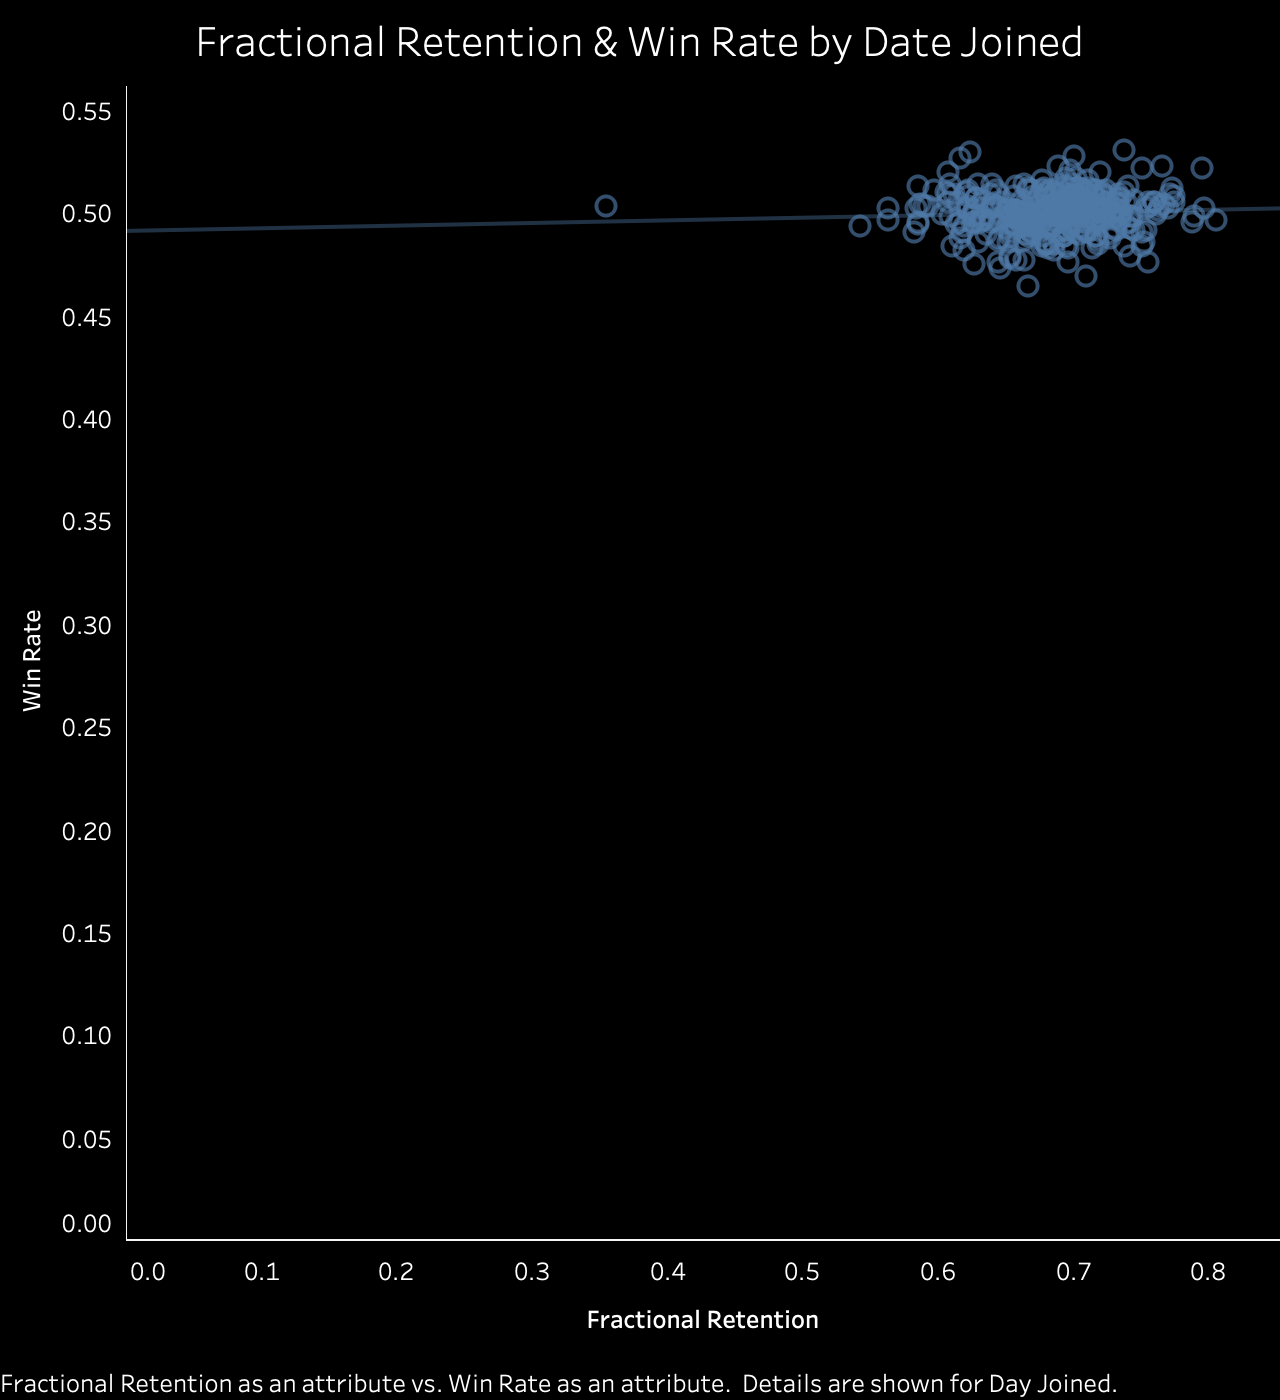 Fractional Retention & Win Rate by Date Joined
0.55
0.50
0.45
0.40
0.35
0.30
0.25
0.20
0.15
0.10
0.05
0.00
Win Rate
0.0 0.1 0.2 0.3 0.4 0.5 0.6 0.7 0.8
Fractional Retention
Fractional Retention as an attribute vs. Win Rate as an attribute.  Details are shown for Day Joined.